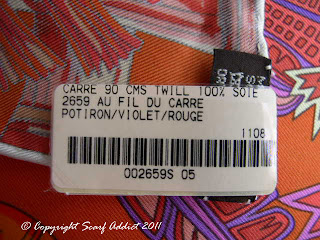 CARRE 90 CMS TWILL 100% SOIE
2659 AU FIL DU CARRE
POTIRON/VIOLET/ROUGE
1108
002659S 05
© Copyright Scarf Addict 2011